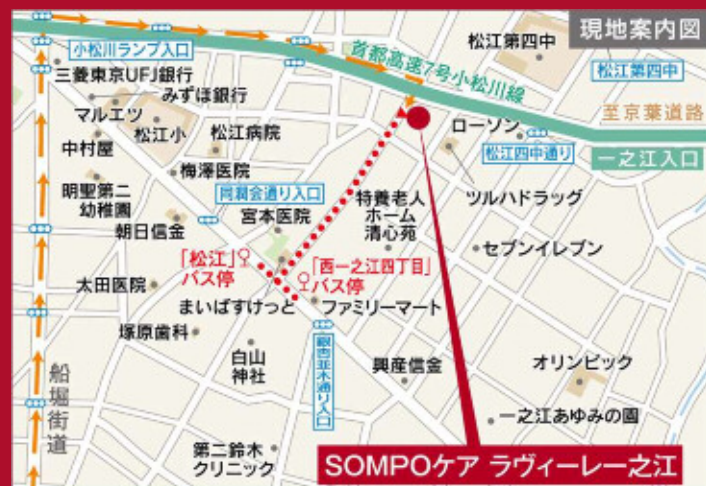 現地案内図
小松川ランプ入口
首都高速7号小松川線
松江第四中
松江第四中
三菱東京UFJ銀行
みずほ銀行
マルエツ
松江小
松江病院
至京葉道路
ローソン
中村屋
松江四中通り
一之江入口
梅澤医院
明聖第二
幼稚園
同潤会通り入口
特養老人
ホーム
清心苑
ツルハドラッグ
宮本医院
朝日信金
セブンイレブン
「松江」
バス停
「西一之江四丁目」
バス停
太田医院
まいばすけっと
ファミリーマート
塚原歯科
銀杏並木通り入口
白山
神社
興産信金
オリンピック
船堀街道
一之江あゆみの園
第二鈴木
クリニック
SOMPOケア ラヴィーレ一之江